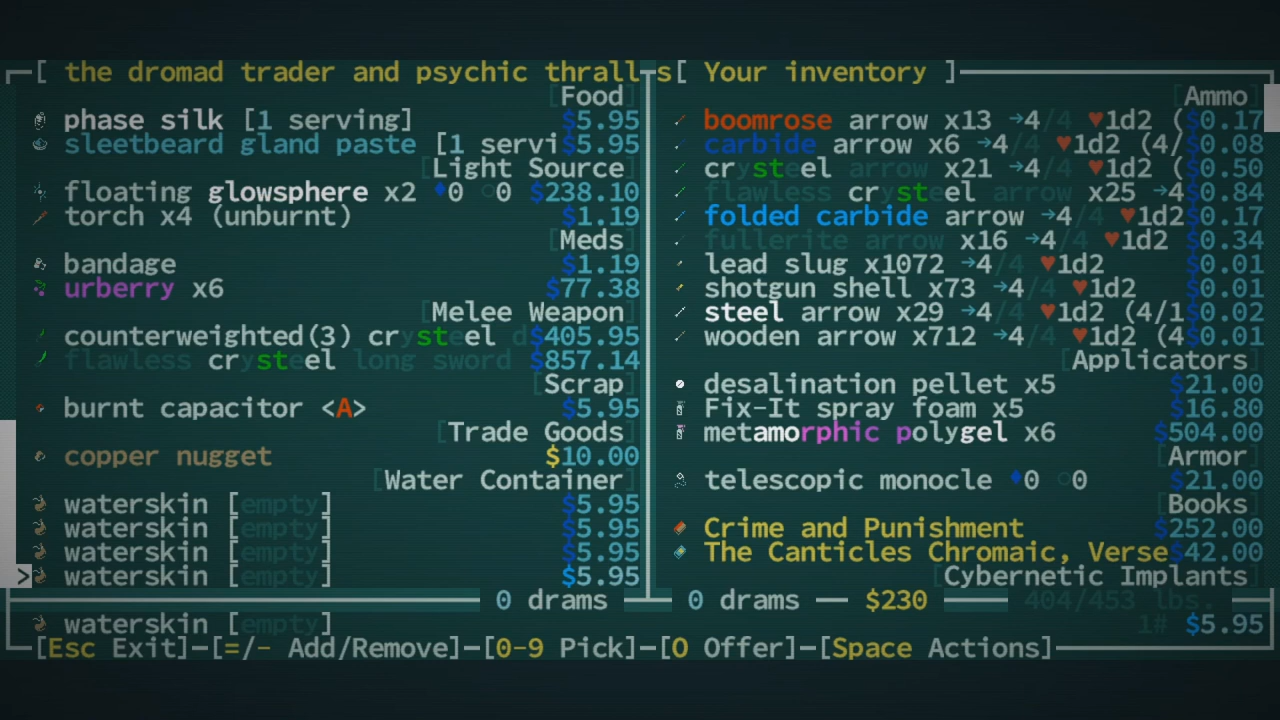 [ the dromad trader and psychic thrall s[ Your inventory ]
[Food]
phase silk [1 serving] $5.95
sleetbeard gland paste [1 servi$5.95
[Light Source]
floating glowsphere x2 ♦0 ○0 $238.10
torch x4 (unburnt) $1.19
[Meds]
bandage $1.19
urberry x6 $77.38
[Melee Weapon]
counterweighted(3) crysteel d$405.95
flawless crysteel long sword $857.14
[Scrap]
burnt capacitor <A> $5.95
[Trade Goods]
copper nugget $10.00
[Water Container]
waterskin [empty] $5.95
waterskin [empty] $5.95
waterskin [empty] $5.95
> waterskin [empty] $5.95
[Ammo]
boomrose arrow x13 →4/4 ♥1d2 ($0.17
carbide arrow x6 →4/4 ♥1d2 (4/$0.08
crysteel arrow x21 →4/4 ♥1d2 ($0.50
flawless crysteel arrow x25 →4$0.84
folded carbide arrow →4/4 ♥1d2$0.17
fullerite arrow x16 →4/4 ♥1d2 $0.34
lead slug x1072 →4/4 ♥1d2 $0.01
shotgun shell x73 →4/4 ♥1d2 $0.01
steel arrow x29 →4/4 ♥1d2 (4/1$0.02
wooden arrow x712 →4/4 ♥1d2 (4$0.01
[Applicators]
desalination pellet x5 $21.00
Fix-It spray foam x5 $16.80
metamorphic polygel x6 $504.00
[Armor]
telescopic monocle ♦0 ○0 $21.00
[Books]
Crime and Punishment $252.00
The Canticles Chromaic, Verse$42.00
[Cybernetic Implants]
0 drams 0 drams — $230 404/453 lbs.
waterskin [empty] 1# $5.95
[Esc Exit]—[=/- Add/Remove]—[0-9 Pick]—[O Offer]—[Space Actions]